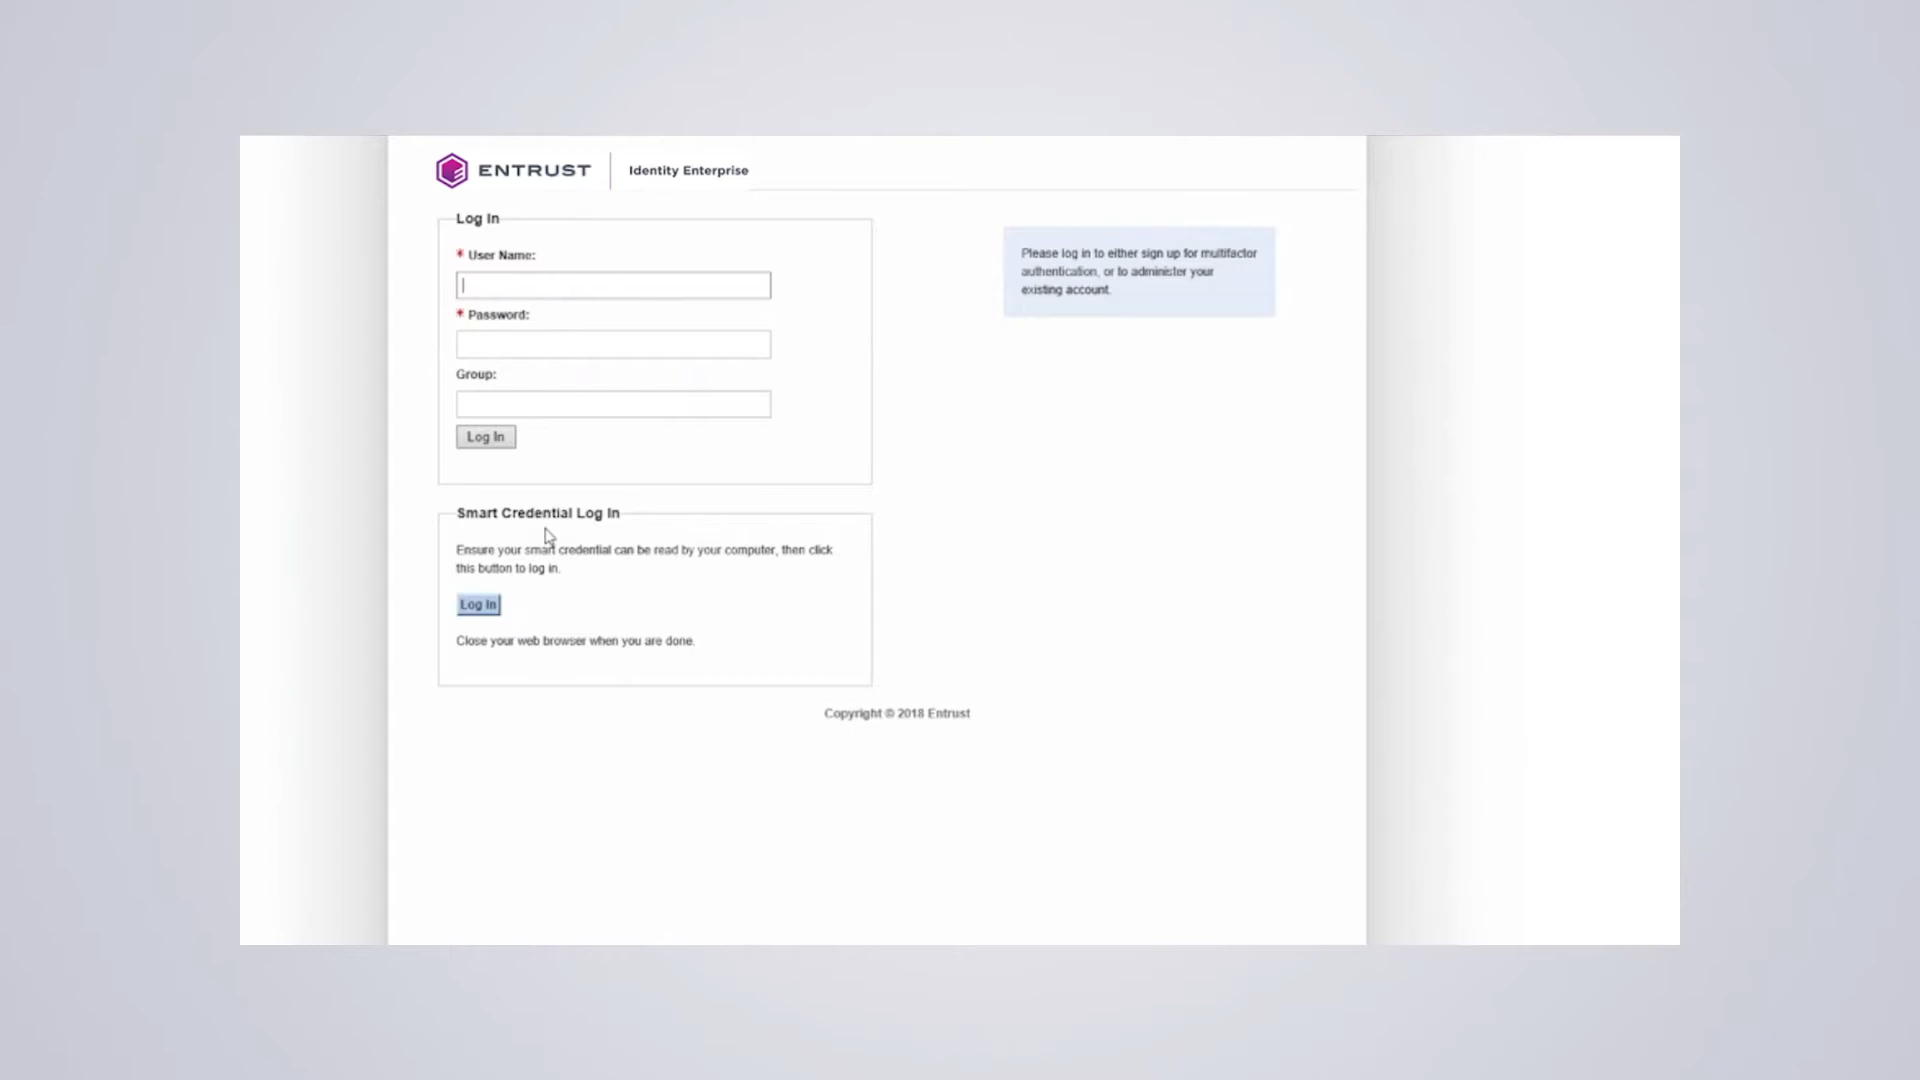 ENTRUST Identity Enterprise
Log In
* User Name:
* Password:
Group:
Log In
Please log in to either sign up for multifactor
authentication, or to administer your
existing account.
Smart Credential Log In
Ensure your smart credential can be read by your computer, then click
this button to log in.
Log In
Close your web browser when you are done.
Copyright © 2018 Entrust